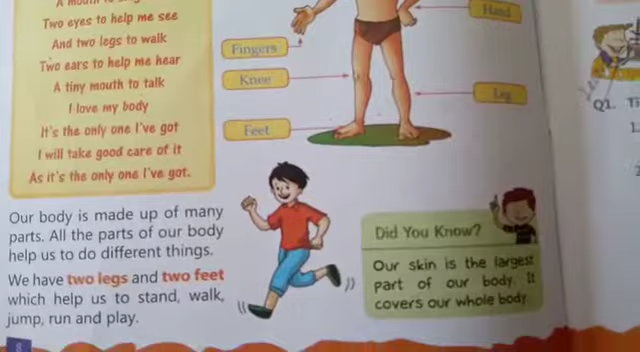 Two eyes to help me see
And two legs to walk
Two ears to help me hear
A tiny mouth to talk
I love my body
It's the only one I've got
I will take good care of it
As it's the only one I've got.
Hand
Fingers
Knee
Leg
Feet
Our body is made up of many
parts. All the parts of our body
help us to do different things.
We have two legs and two feet
which help us to stand, walk,
jump, run and play.
Did You Know?
Our skin is the largest
part of our body. It
covers our whole body.
8
Q1.
1.
2